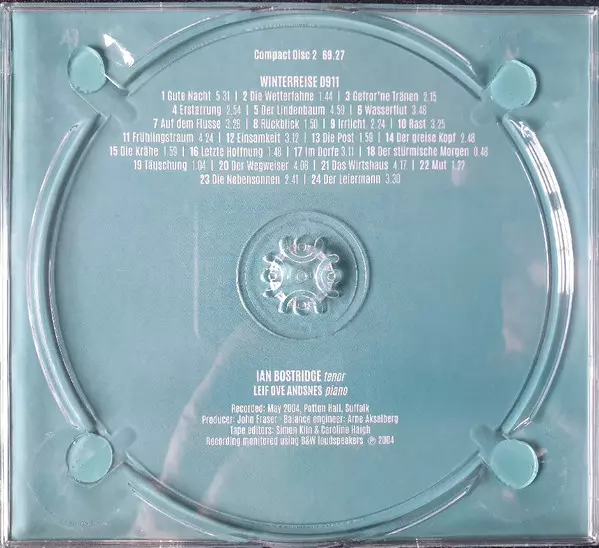 Compact Disc 2 69.27
WINTERREISE D911
1 Gute Nacht 5.31 | 2 Die Wetterfahne 1.44 | 3 Gefror'ne Tränen 2.15
4 Erstarrung 2.54 | 5 Der Lindenbaum 4.59 | 6 Wasserflut 3.48
7 Auf dem Flusse 3.26 | 8 Rückblick 1.50 | 9 Irrlicht 2.24 | 10 Rast 3.25
11 Frühlingstraum 4.24 | 12 Einsamkeit 3.12 | 13 Die Post 1.59 | 14 Der greise Kopf 2.48
15 Die Krähe 1.59 | 16 Letzte Hoffnung 1.48 | 17 Im Dorfe 3.11 | 18 Der stürmische Morgen 0.48
19 Täuschung 1.04 | 20 Der Wegweiser 4.08 | 21 Das Wirtshaus 4.17 | 22 Mut 1.27
23 Die Nebensonnen 2.41 | 24 Der Leiermann 3.30
IAN BOSTRIDGE tenor
LEIF OVE ANDSNES piano
Recorded: May 2004, Potton Hall, Suffolk
Producer: John Fraser · Balance engineer: Arne Akselberg
Tape editors: Simon Kiln & Caroline Haigh
Recording monitored using B&W loudspeakers ℗ 2004